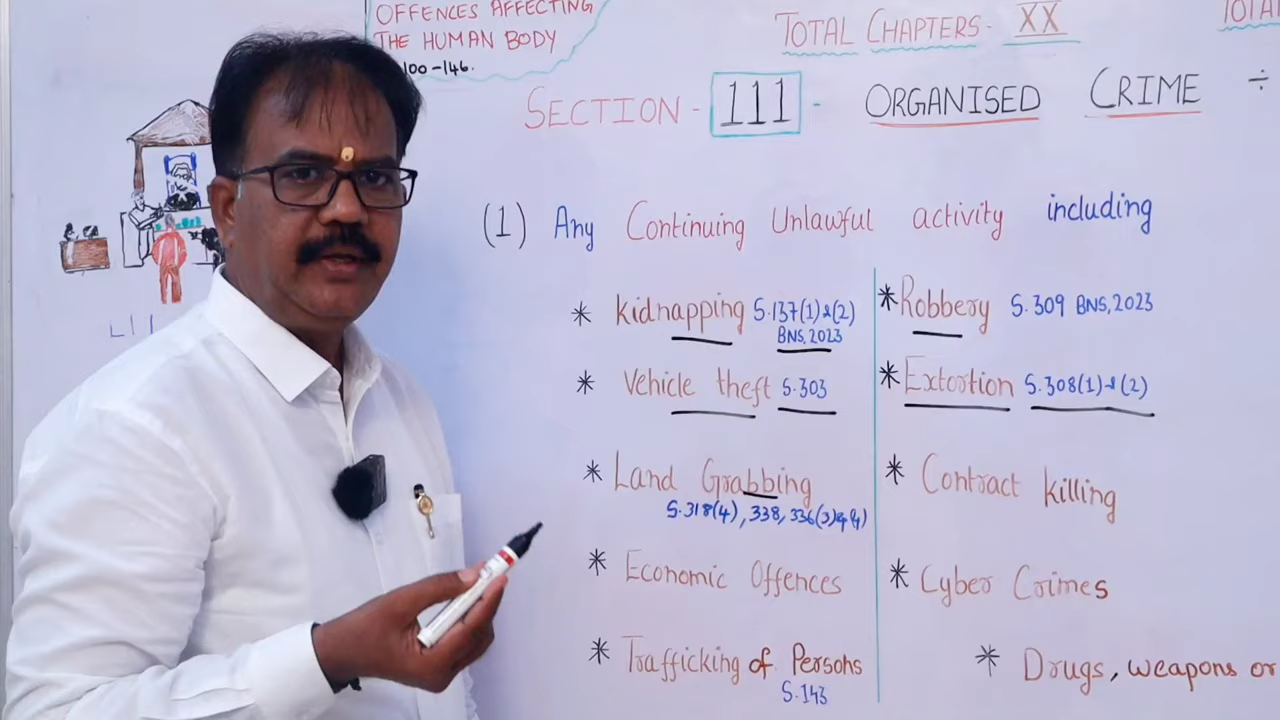 OFFENCES AFFECTING
THE HUMAN BODY
100-146.
TOTAL CHAPTERS- XX
TOTAL
SECTION - 111 - ORGANISED CRIME ÷
(1) Any Continuing Unlawful activity including
* Kidnapping S.137(1)&(2)
BNS,2023
* Vehicle theft S.303
* Land Grabbing
S.318(4), 338, 336(3)&(4)
* Economic Offences
* Trafficking of Persons
S.143
* Robbery S.309 BNS,2023
* Extortion S.308(1)&(2)
* Contract killing
* Cyber Crimes
* Drugs, weapons or